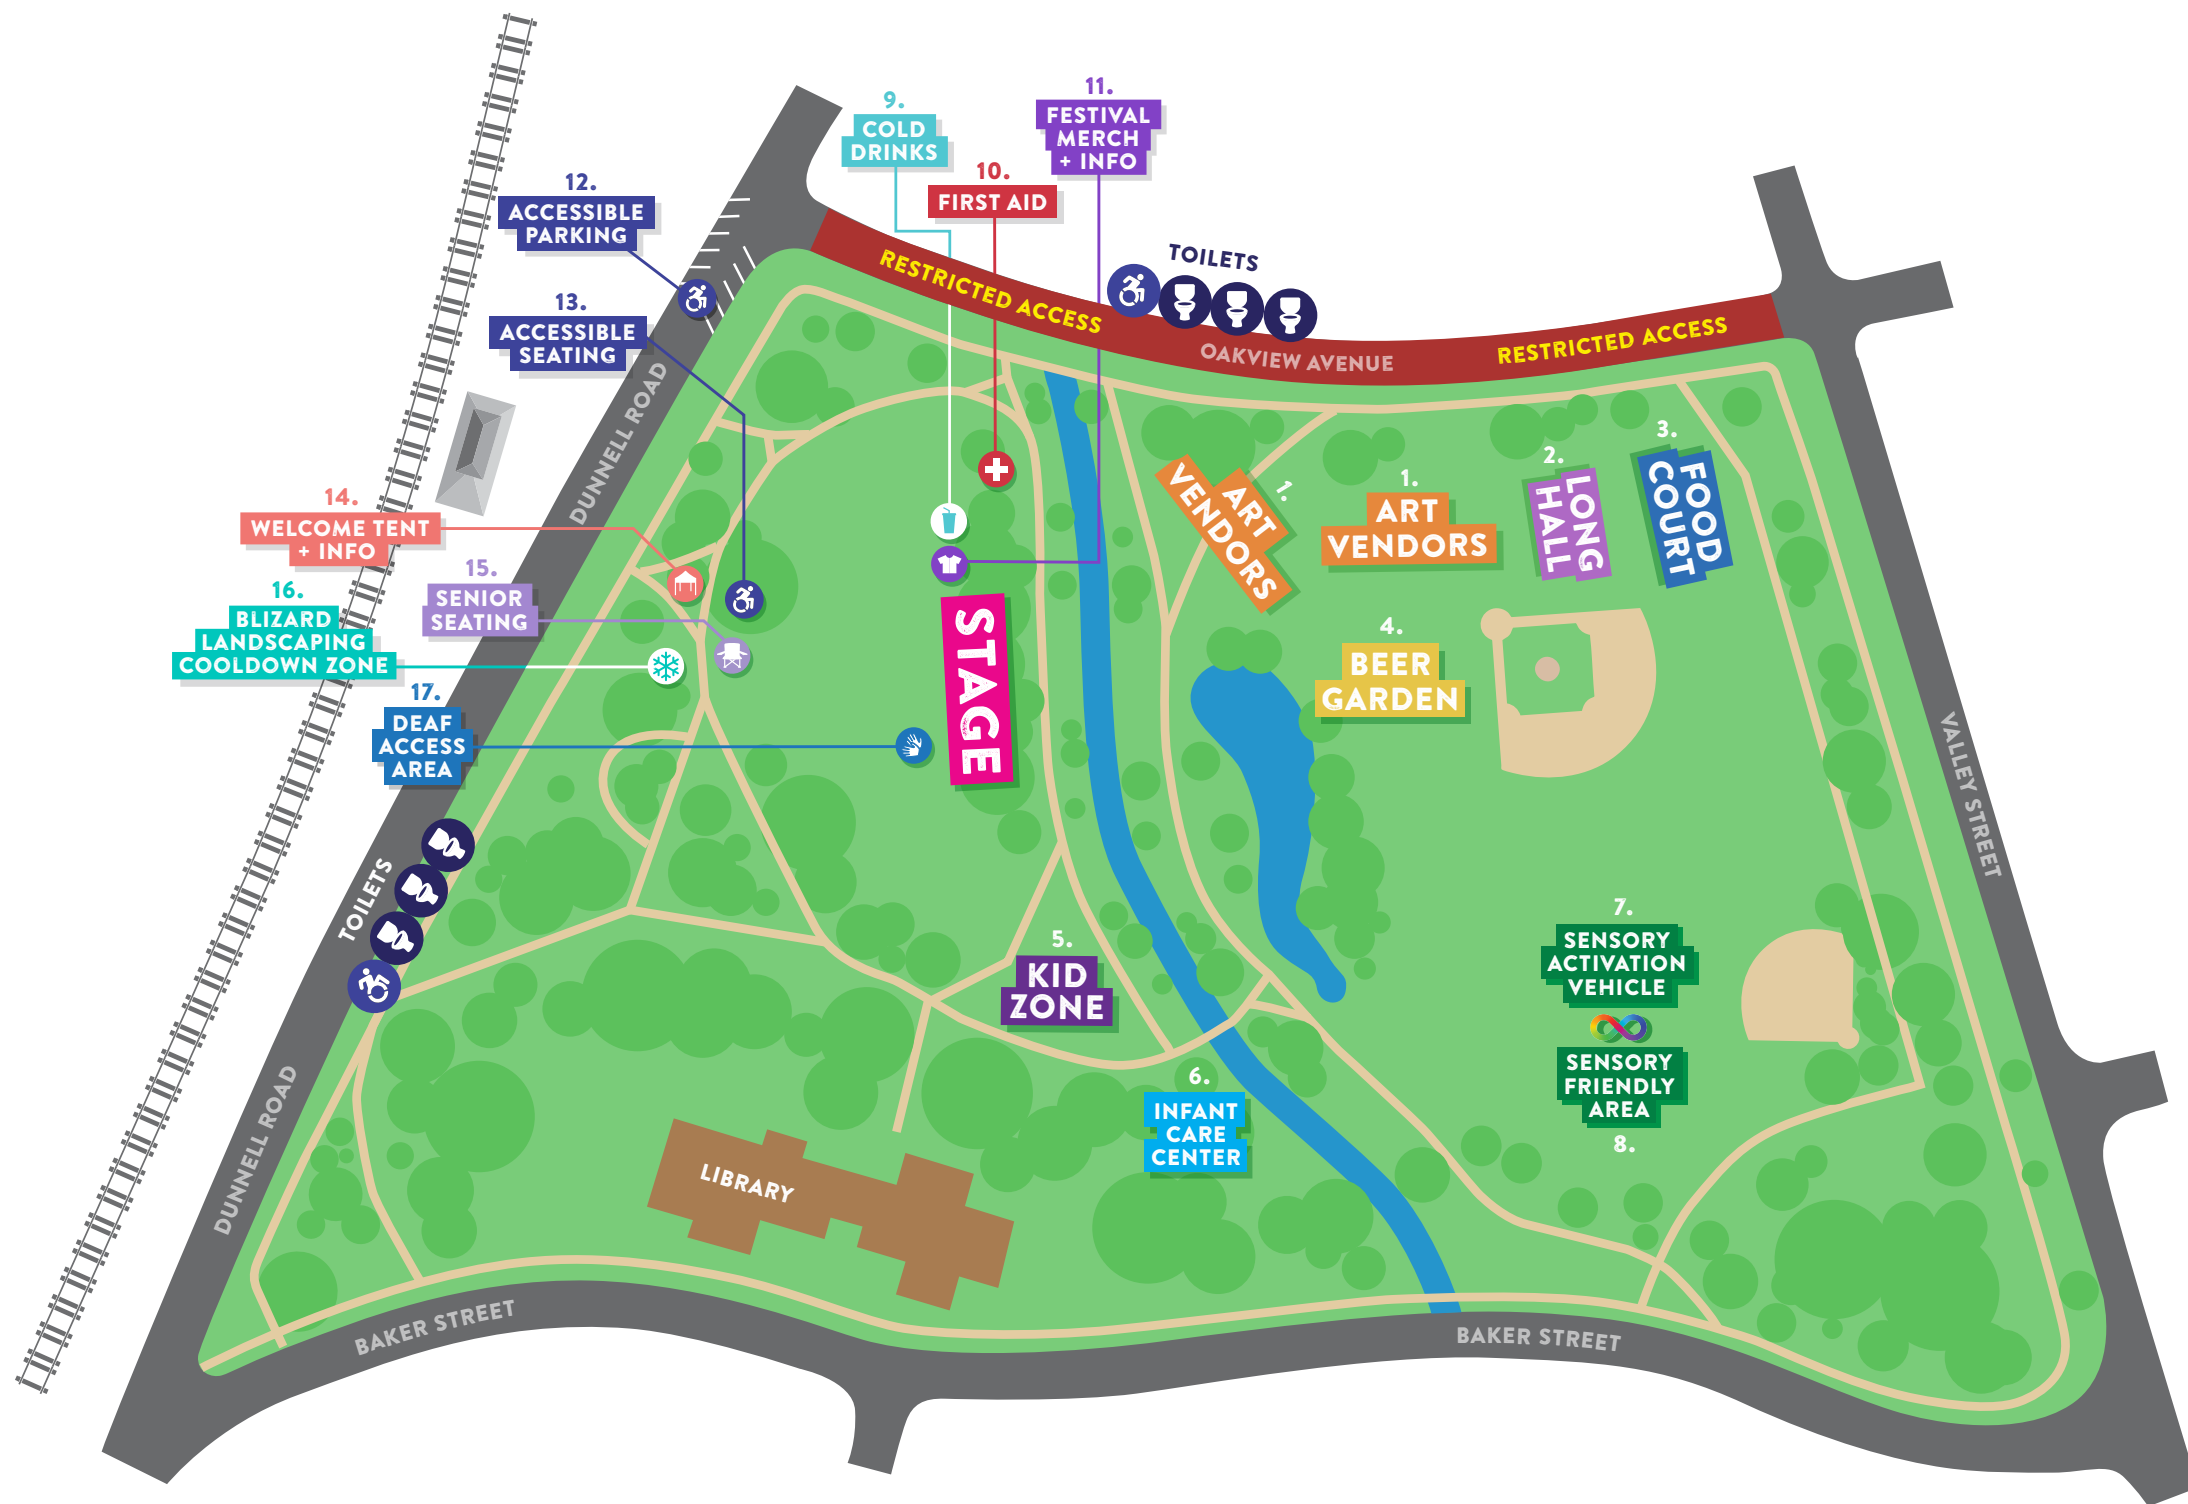 9.
COLD
DRINKS
10.
FIRST AID
11.
FESTIVAL
MERCH
+ INFO
12.
ACCESSIBLE
PARKING
13.
ACCESSIBLE
SEATING
RESTRICTED ACCESS
TOILETS
OAKVIEW AVENUE
RESTRICTED ACCESS
DUNNELL ROAD
14.
WELCOME TENT
+ INFO
15.
SENIOR
SEATING
16.
BLIZARD
LANDSCAPING
COOLDOWN ZONE
17.
DEAF
ACCESS
AREA
STAGE
1.
ART
VENDORS
1.
ART
VENDORS
2.
LONG
HALL
3.
FOOD
COURT
4.
BEER
GARDEN
VALLEY STREET
TOILETS
5.
KID
ZONE
6.
INFANT
CARE
CENTER
7.
SENSORY
ACTIVATION
VEHICLE
SENSORY
FRIENDLY
AREA
8.
LIBRARY
DUNNELL ROAD
BAKER STREET
BAKER STREET